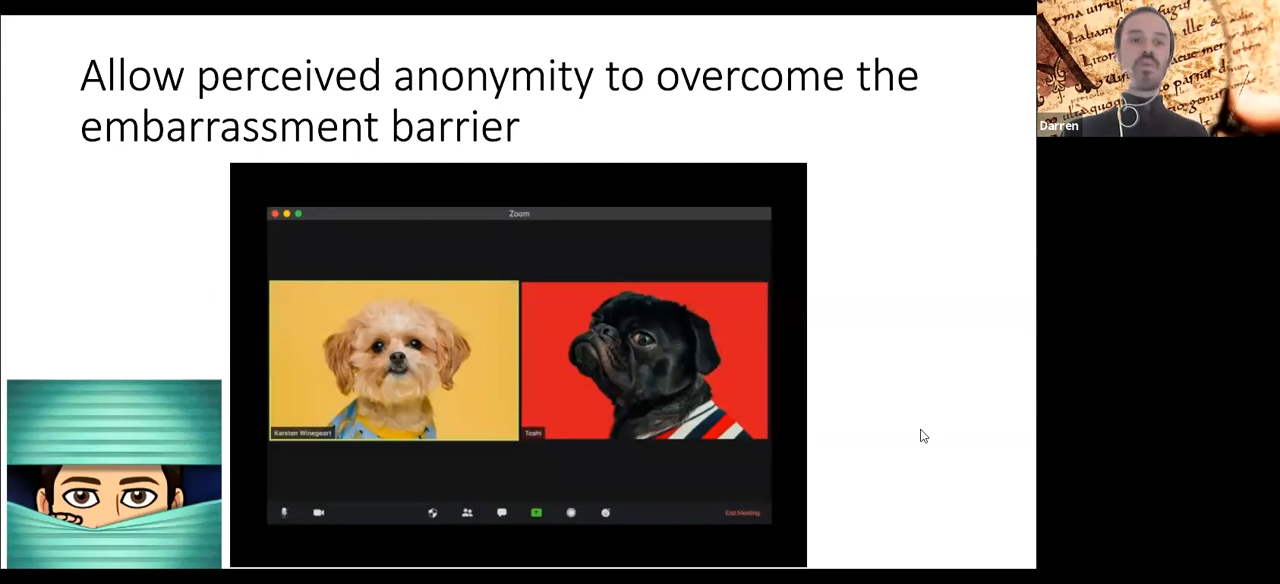 Allow perceived anonymity to overcome the
embarrassment barrier
Zoom
Karsten Winegeart
Toshi
End Meeting
Darren